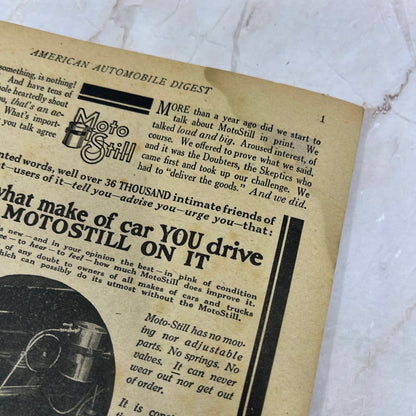 AMERICAN AUTOMOBILE DIGEST
1
something, is nothing!
And have tens of
hole hearted)y shout
u, that's an ac-
What's import-
you talk agree
Moto
Still
MORE than a year ago did we start to
talk about MotoStill in print. We
talked loud and big. Aroused interest, of
course. We offered to prove what we said,
and it was the Doubters, the Skeptics who
came first and took up our challenge. We
had to "deliver the goods." And we did.
nted words, well over 36 THOUSAND intimate friends of
t—users of it—tell you—advise you—urge you—that:
what make of car YOU drive
MOTOSTILL ON IT
s new—and in your opinion the best—in pink of condition
e—to hear—to feel—how much MotoStill does improve it.
of any doubt to owners of all makes of cars and trucks
which can possibly do its utmost without the MotoStill.
Moto-Still has no mov-
ing nor adjustable
parts. No springs. No
valves. It can never
wear out nor get out
of order.
It is const